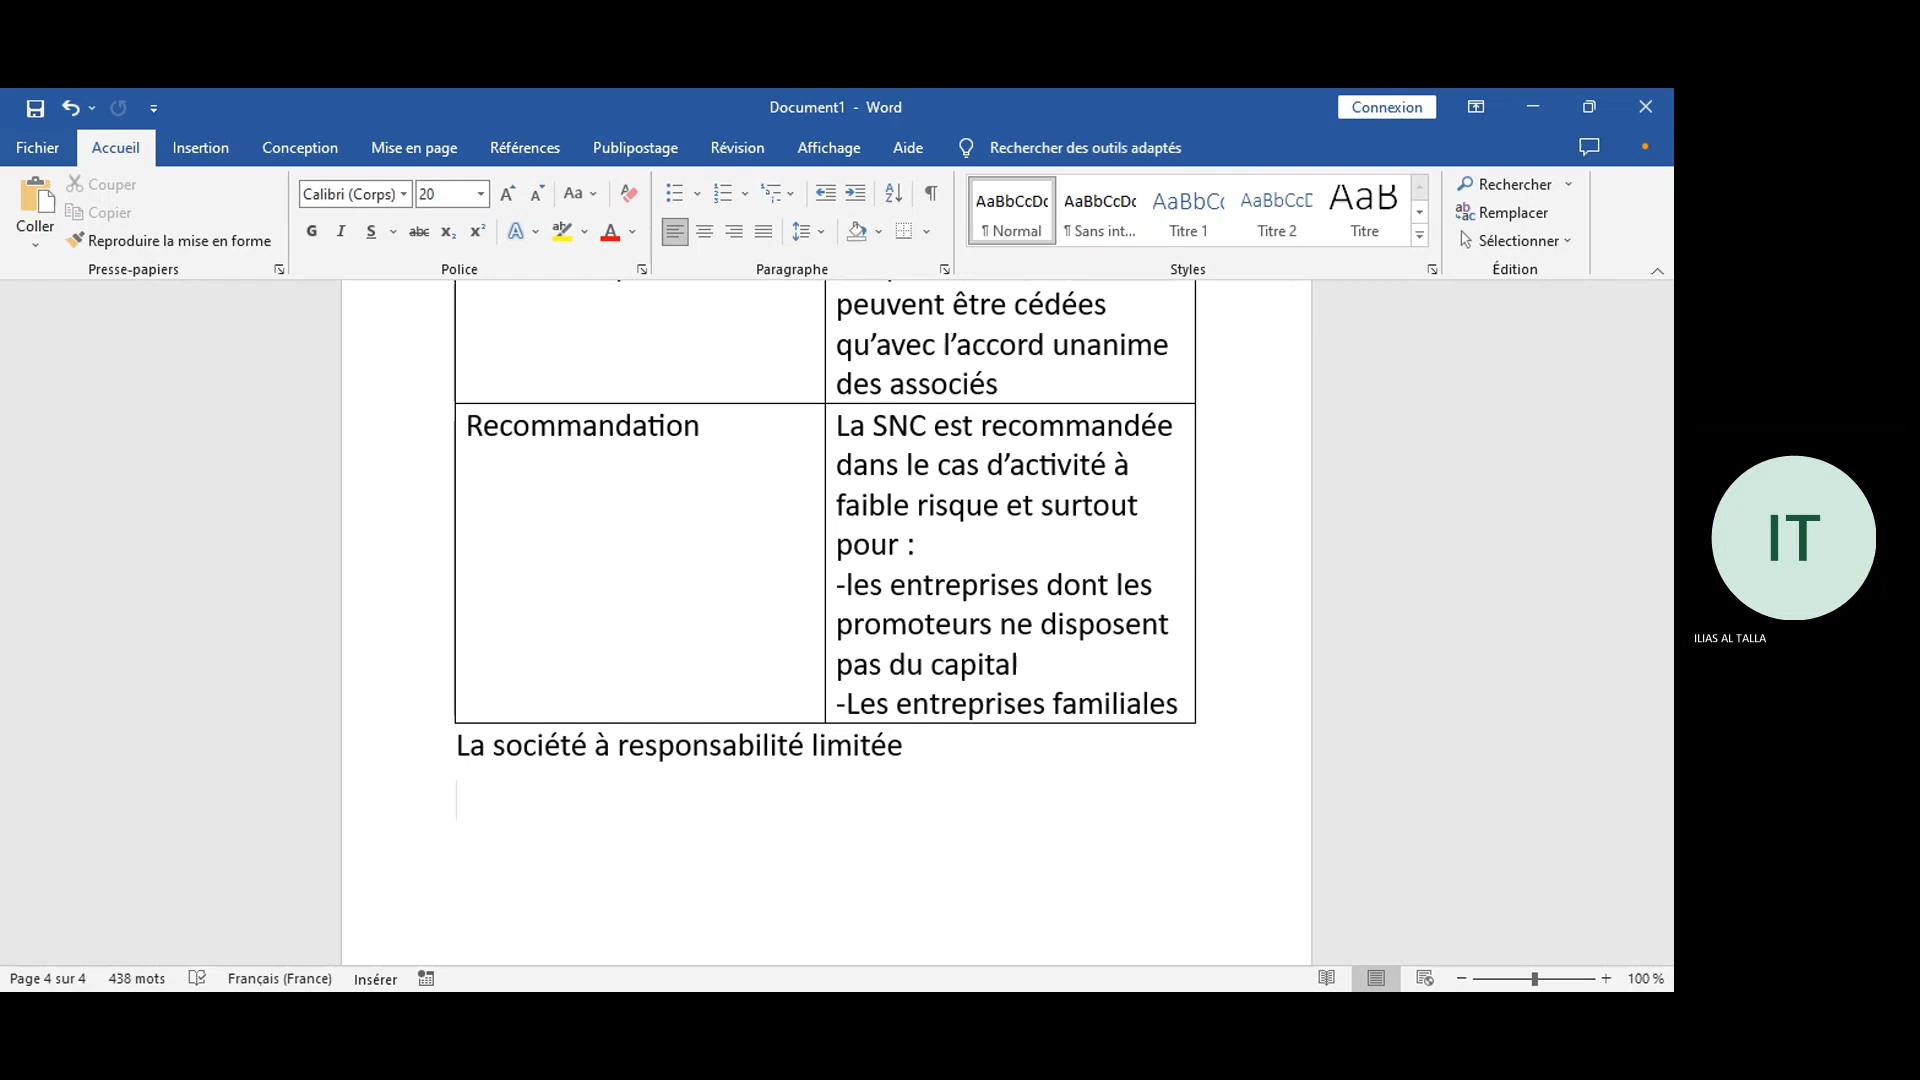 Document1 - Word
Connexion
Fichier
Accueil
Insertion
Conception
Mise en page
Références
Publipostage
Révision
Affichage
Aide
Rechercher des outils adaptés
Coller
Couper
Copier
Reproduire la mise en forme
Presse-papiers
Calibri (Corps)
20
Aa
G I S abc x₂ x²
A
Police
Paragraphe
AaBbCcDc
¶ Normal
AaBbCcDc
¶ Sans int...
AaBbCc
Titre 1
AaBbCcD
Titre 2
AaB
Titre
Styles
Rechercher
Remplacer
Sélectionner
Édition
peuvent être cédées
qu’avec l’accord unanime
des associés
Recommandation
La SNC est recommandée
dans le cas d’activité à
faible risque et surtout
pour :
-les entreprises dont les
promoteurs ne disposent
pas du capital
-Les entreprises familiales
La société à responsabilité limitée
IT
ILIAS AL TALLA
Page 4 sur 4
438 mots
Français (France)
Insérer
100 %